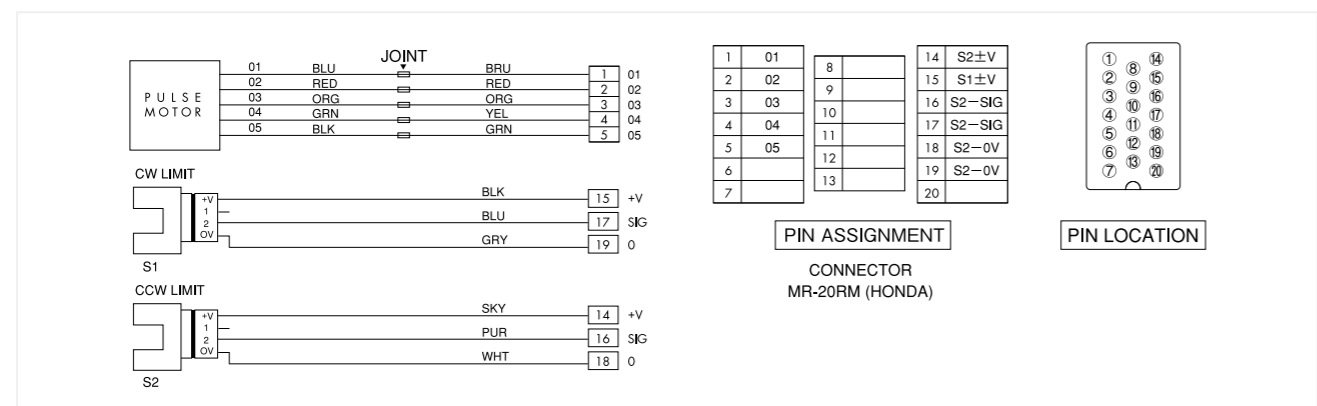 JOINT
PULSE MOTOR
01 BLU BRU 1 01
02 RED RED 2 02
03 ORG ORG 3 03
04 GRN YEL 4 04
05 BLK GRN 5 05
CW LIMIT
+V BLK 15 +V
1
2 BLU 17 SIG
OV GRY 19 0
S1
CCW LIMIT
+V SKY 14 +V
1
2 PUR 16 SIG
OV WHT 18 0
S2
1 01
2 02
3 03
4 04
5 05
6
7
8
9
10
11
12
13
14 S2±V
15 S1±V
16 S2−SIG
17 S2−SIG
18 S2−0V
19 S2−0V
20
PIN ASSIGNMENT
CONNECTOR
MR-20RM (HONDA)
① ⑧ ⑭
② ⑨ ⑮
③ ⑩ ⑯
④ ⑪ ⑰
⑤ ⑫ ⑱
⑥ ⑬ ⑲
⑦ ⑳
PIN LOCATION